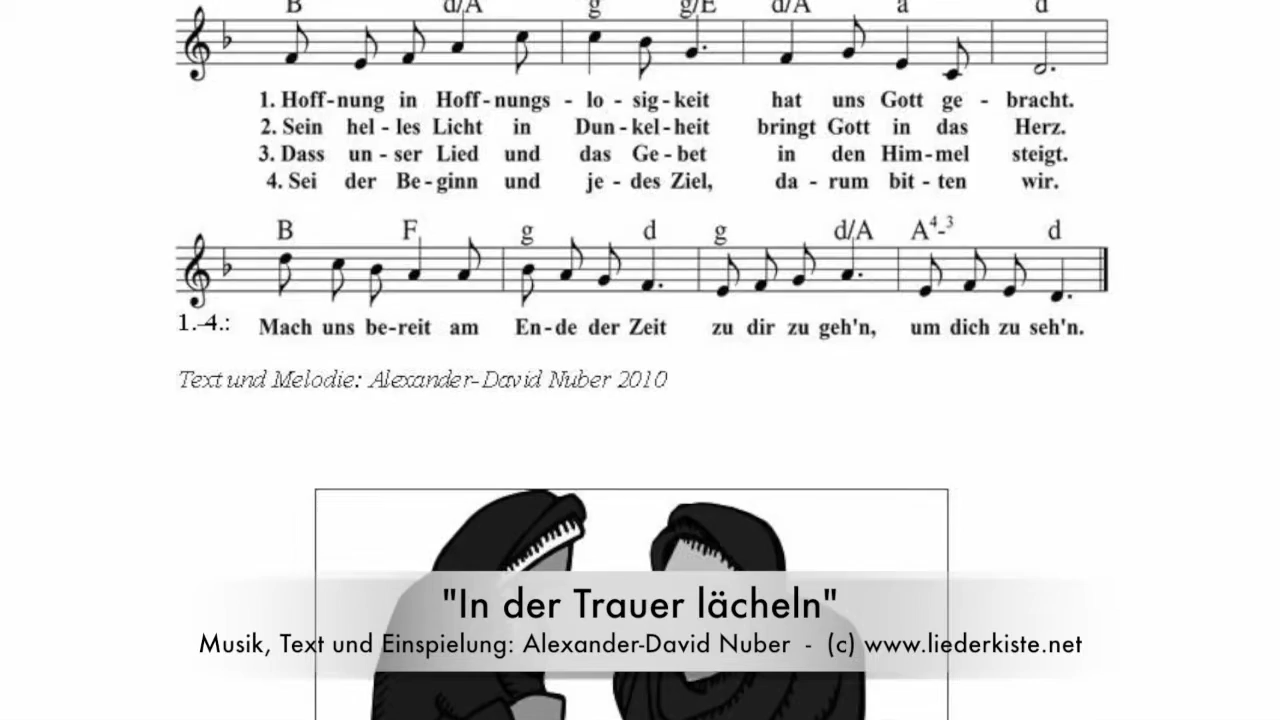 B d/A g g/E d/A a d
1. Hoff-nung in Hoff-nungs - lo - sig-keit hat uns Gott ge - bracht.
2. Sein hel - les Licht in Dun - kel - heit bringt Gott in das Herz.
3. Dass un - ser Lied und das Ge - bet in den Him-mel steigt.
4. Sei der Be-ginn und je - des Ziel, da - rum bit - ten wir.
B F g d g d/A A4-3 d
1.-4.: Mach uns be-reit am En-de der Zeit zu dir zu geh'n, um dich zu seh'n.
Text und Melodie: Alexander-David Nuber 2010
"In der Trauer lächeln"
Musik, Text und Einspielung: Alexander-David Nuber - (c) www.liederkiste.net